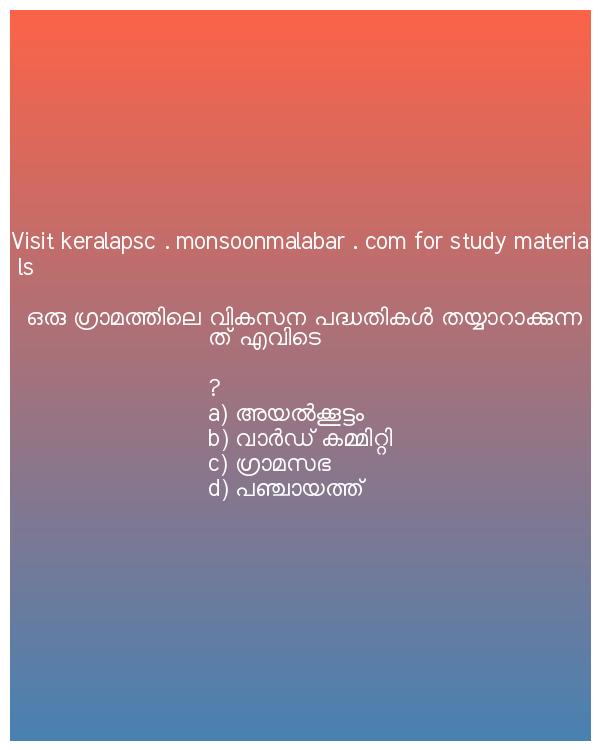 Visit keralapsc . monsoonmalabar . com for study materia
ls
ഒരു ഗ്രാമത്തിലെ വികസന പദ്ധതികൾ തയ്യാറാക്കുന്ന
ത് എവിടെ
?
a) അയൽക്കൂട്ടം
b) വാർഡ് കമ്മിറ്റി
c) ഗ്രാമസഭ
d) പഞ്ചായത്ത്